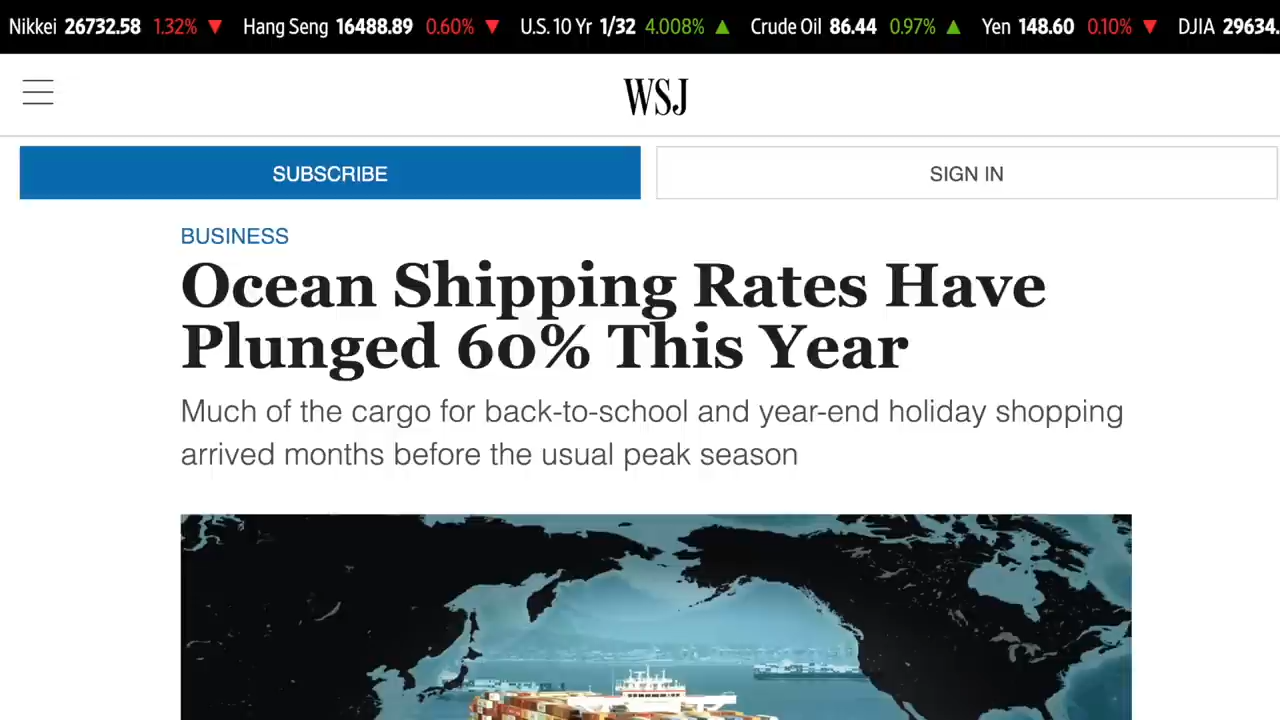 Nikkei 26732.58 1.32% ▼ Hang Seng 16488.89 0.60% ▼ U.S. 10 Yr 1/32 4.008% ▲ Crude Oil 86.44 0.97% ▲ Yen 148.60 0.10% ▼ DJIA 29634.
WSJ
SUBSCRIBE SIGN IN
BUSINESS
Ocean Shipping Rates Have
Plunged 60% This Year
Much of the cargo for back-to-school and year-end holiday shopping
arrived months before the usual peak season